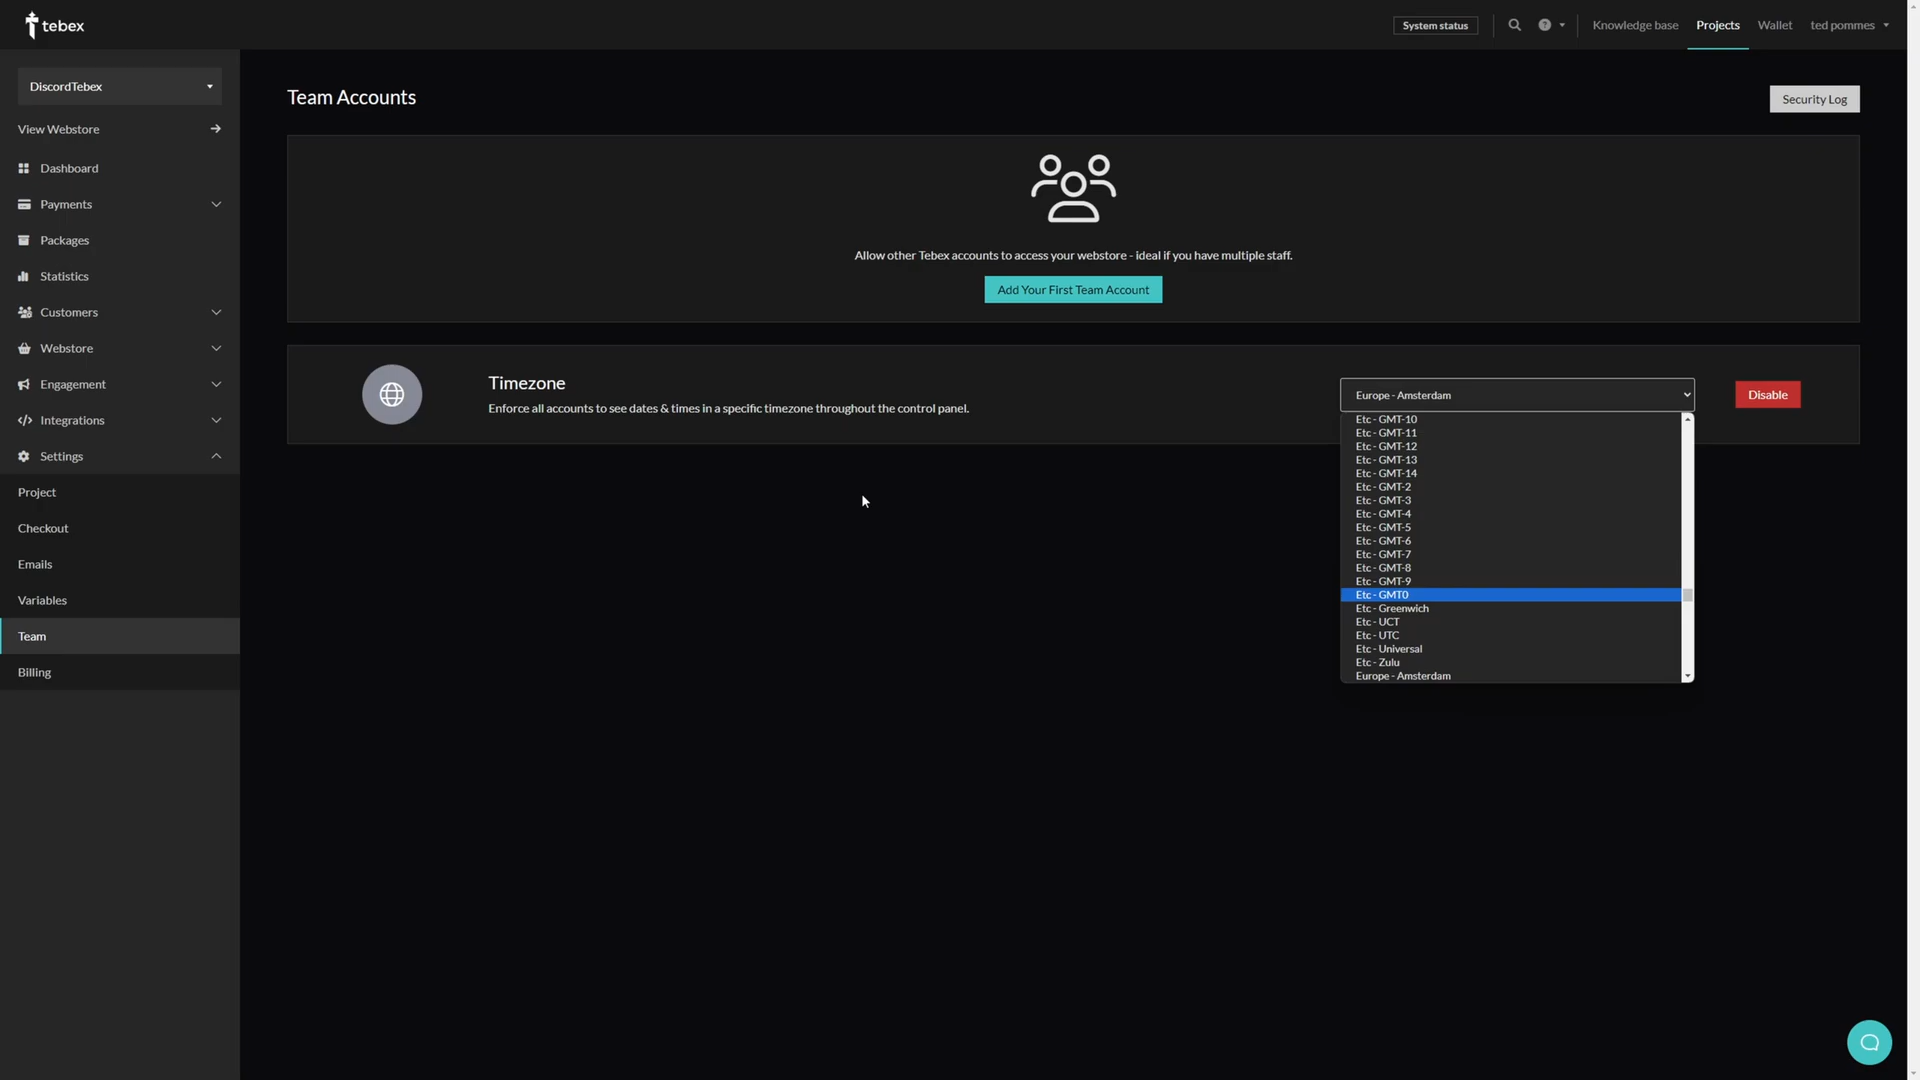 tebex
System status
?
Knowledge base
Projects
Wallet
ted pommes
DiscordTebex
View Webstore
Dashboard
Payments
Packages
Statistics
Customers
Webstore
Engagement
Integrations
Settings
Project
Checkout
Emails
Variables
Team
Billing
Team Accounts
Security Log
Allow other Tebex accounts to access your webstore - ideal if you have multiple staff.
Add Your First Team Account
Timezone
Enforce all accounts to see dates & times in a specific timezone throughout the control panel.
Europe - Amsterdam
Disable
Etc - GMT-10
Etc - GMT-11
Etc - GMT-12
Etc - GMT-13
Etc - GMT-14
Etc - GMT-2
Etc - GMT-3
Etc - GMT-4
Etc - GMT-5
Etc - GMT-6
Etc - GMT-7
Etc - GMT-8
Etc - GMT-9
Etc - GMT0
Etc - Greenwich
Etc - UCT
Etc - UTC
Etc - Universal
Etc - Zulu
Europe - Amsterdam